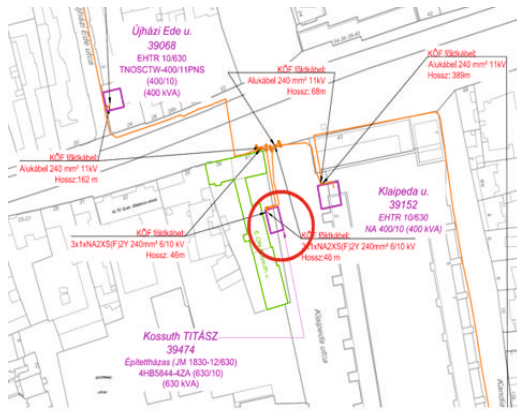 Újházi Ede u.
39068
EHTR 10/630
TNOSCTW-400/11PNS
(400/10)
(400 kVA)
Újházi Ede utca
KÖF földkábel:
Alukábel 240 mm² 11kV
Hossz: 68m
KÖF földkábel:
Alukábel 240 mm² 11kV
Hossz: 389m
KÖF földkábel:
Alukábel 240 mm² 11kV
Hossz:162 m
Klaipeda u.
39152
EHTR 10/630
NA 400/10 (400 kVA)
KÖF földkábel:
3x1xNA2XS(F)2Y 240mm² 6/10 kV
Hossz: 46m
KÖF földkábel:
3x1xNA2XS(F)2Y 240mm² 6/10 kV
Hossz:46 m
Klaipeda utca
Kossuth TITÁSZ
39474
Építettházas (JM 1830-12/630)
4HB5844-4ZA (630/10)
(630 kVA)